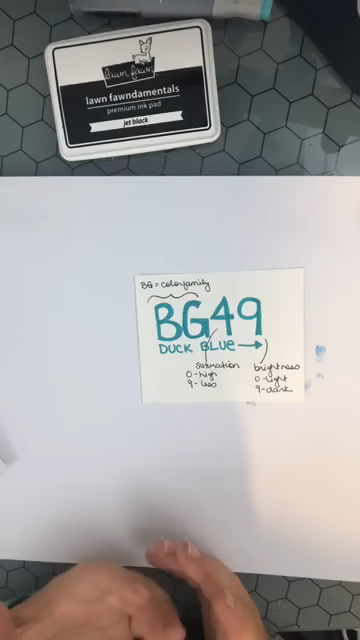 lawn fawn
lawn fawndamentals
premium ink pad
jet black
BG = color family
BG49
DUCK BLUE →
saturation
0-high
9-less
brightness
0-light
9-dark